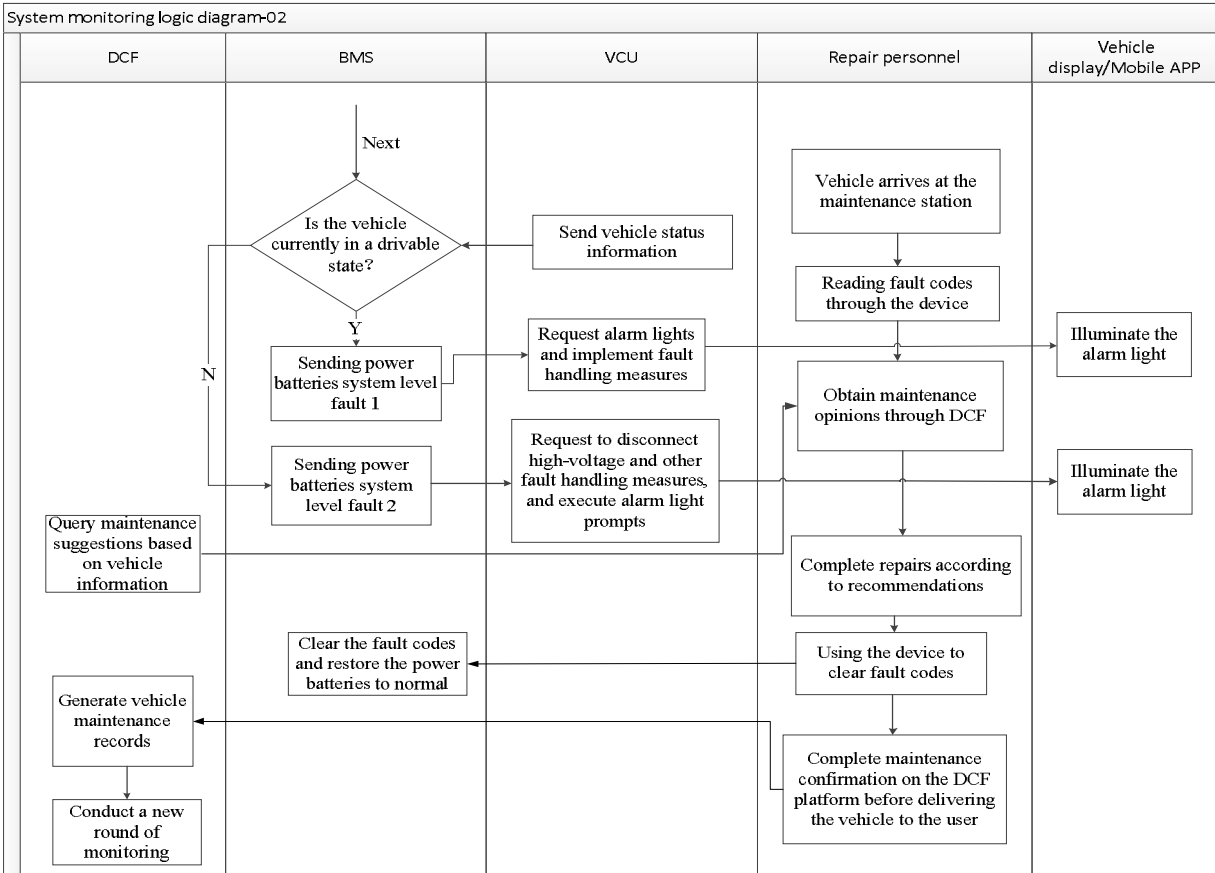 System monitoring logic diagram-02
DCF
BMS
VCU
Repair personnel
Vehicle
display/Mobile APP
Next
Is the vehicle
currently in a drivable
state?
Send vehicle status
information
Vehicle arrives at the
maintenance station
Reading fault codes
through the device
Y
N
Sending power
batteries system level
fault 1
Request alarm lights
and implement fault
handling measures
Illuminate the
alarm light
Obtain maintenance
opinions through DCF
Sending power
batteries system
level fault 2
Request to disconnect
high-voltage and other
fault handling measures,
and execute alarm light
prompts
Illuminate the
alarm light
Query maintenance
suggestions based
on vehicle
information
Complete repairs according
to recommendations
Clear the fault codes
and restore the power
batteries to normal
Using the device to
clear fault codes
Generate vehicle
maintenance
records
Complete maintenance
confirmation on the DCF
platform before delivering
the vehicle to the user
Conduct a new
round of
monitoring